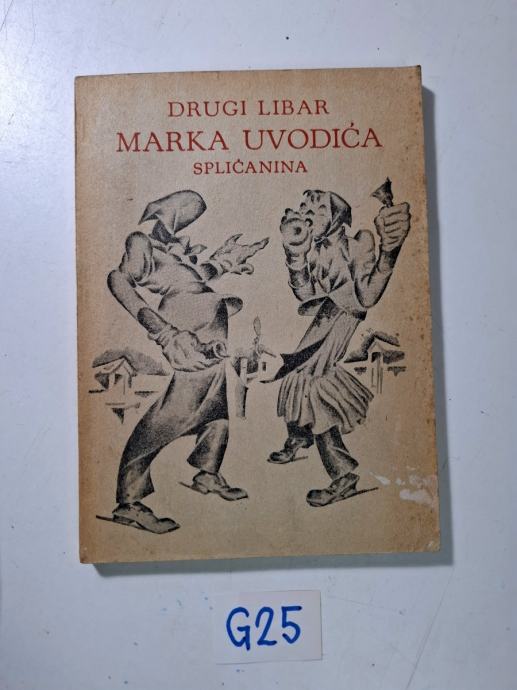 DRUGI LIBAR
MARKA UVODIĆA
SPLIĆANINA
G25